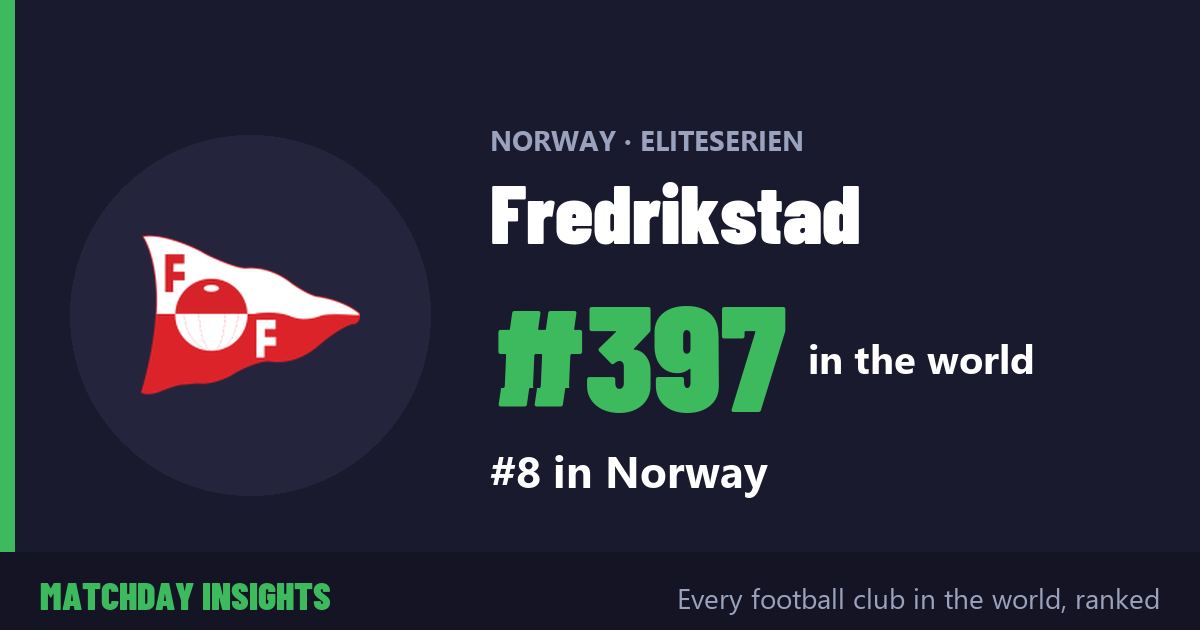 NORWAY · ELITESERIEN
Fredrikstad
F
F
#397 in the world
#8 in Norway
MATCHDAY INSIGHTS
Every football club in the world, ranked